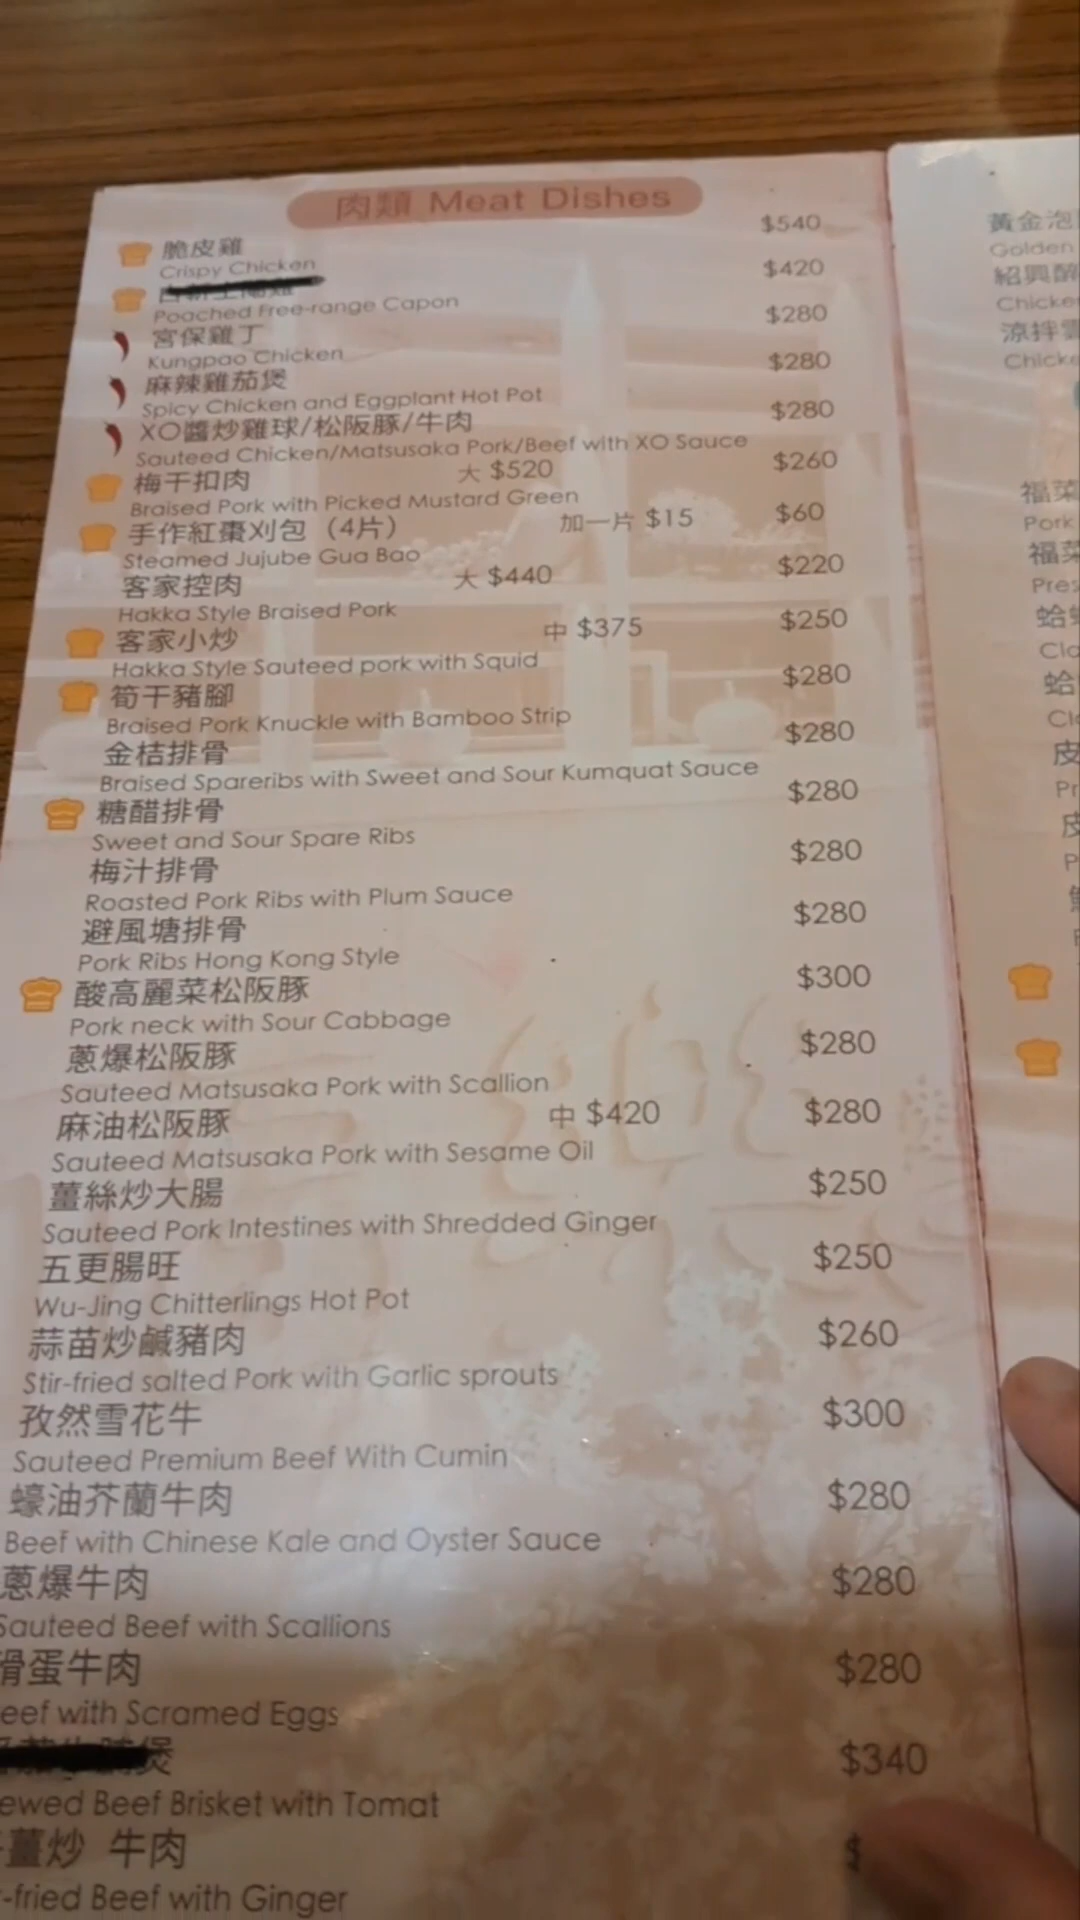 肉類 Meat Dishes
脆皮雞 $540
Crispy Chicken
$420
Poached Free-range Capon
宮保雞丁 $280
Kungpao Chicken
麻辣雞茄煲 $280
Spicy Chicken and Eggplant Hot Pot
XO醬炒雞球/松阪豚/牛肉 $280
Sauteed Chicken/Matsusaka Pork/Beef with XO Sauce
梅干扣肉 大 $520 $260
Braised Pork with Picked Mustard Green
手作紅棗刈包（4片） 加一片 $15 $60
Steamed Jujube Gua Bao
客家控肉 大 $440 $220
Hakka Style Braised Pork
客家小炒 中 $375 $250
Hakka Style Sauteed pork with Squid
筍干豬腳 $280
Braised Pork Knuckle with Bamboo Strip
金桔排骨 $280
Braised Spareribs with Sweet and Sour Kumquat Sauce
糖醋排骨 $280
Sweet and Sour Spare Ribs
梅汁排骨 $280
Roasted Pork Ribs with Plum Sauce
避風塘排骨 $280
Pork Ribs Hong Kong Style
酸高麗菜松阪豚 $300
Pork neck with Sour Cabbage
蔥爆松阪豚 $280
Sauteed Matsusaka Pork with Scallion
麻油松阪豚 中 $420 $280
Sauteed Matsusaka Pork with Sesame Oil
薑絲炒大腸 $250
Sauteed Pork Intestines with Shredded Ginger
五更腸旺 $250
Wu-Jing Chitterlings Hot Pot
蒜苗炒鹹豬肉 $260
Stir-fried salted Pork with Garlic sprouts
孜然雪花牛 $300
Sauteed Premium Beef With Cumin
蠔油芥蘭牛肉 $280
Beef with Chinese Kale and Oyster Sauce
蔥爆牛肉 $280
Sauteed Beef with Scallions
滑蛋牛肉 $280
eef with Scramed Eggs
煲 $340
ewed Beef Brisket with Tomat
薑炒 牛肉 $
-fried Beef with Ginger
黃金泡
Golden
紹興醉
Chicke
涼拌雲
Chicke
福菜
Pork
福菜
Pres
蛤
Cla
蛤
Cl
皮
Pr
皮
P